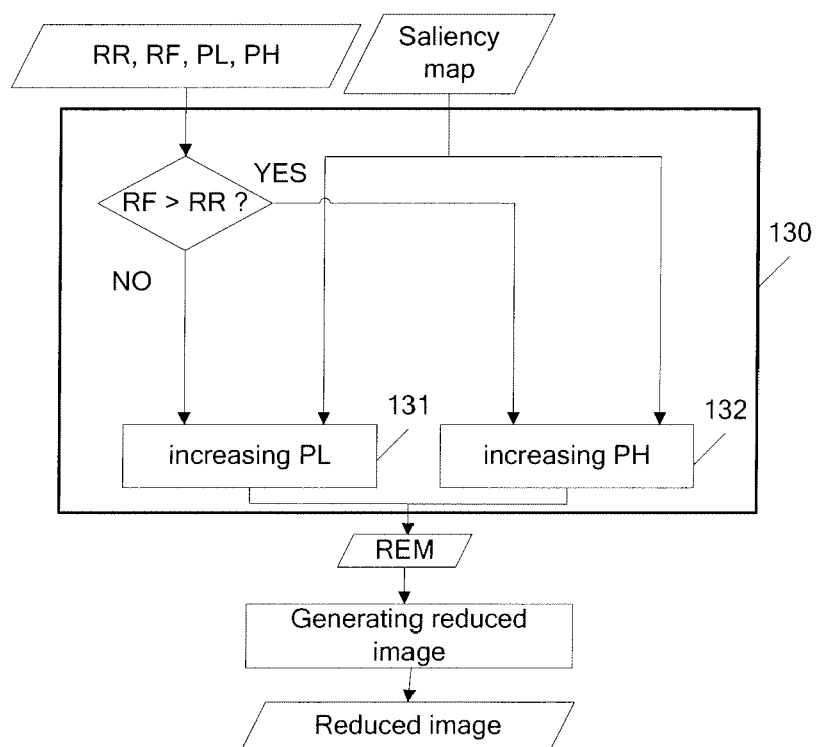 RR, RF, PL, PH
Saliency
map
YES
RF > RR ?
130
NO
131
132
increasing PL
increasing PH
REM
Generating reduced
image
Reduced image